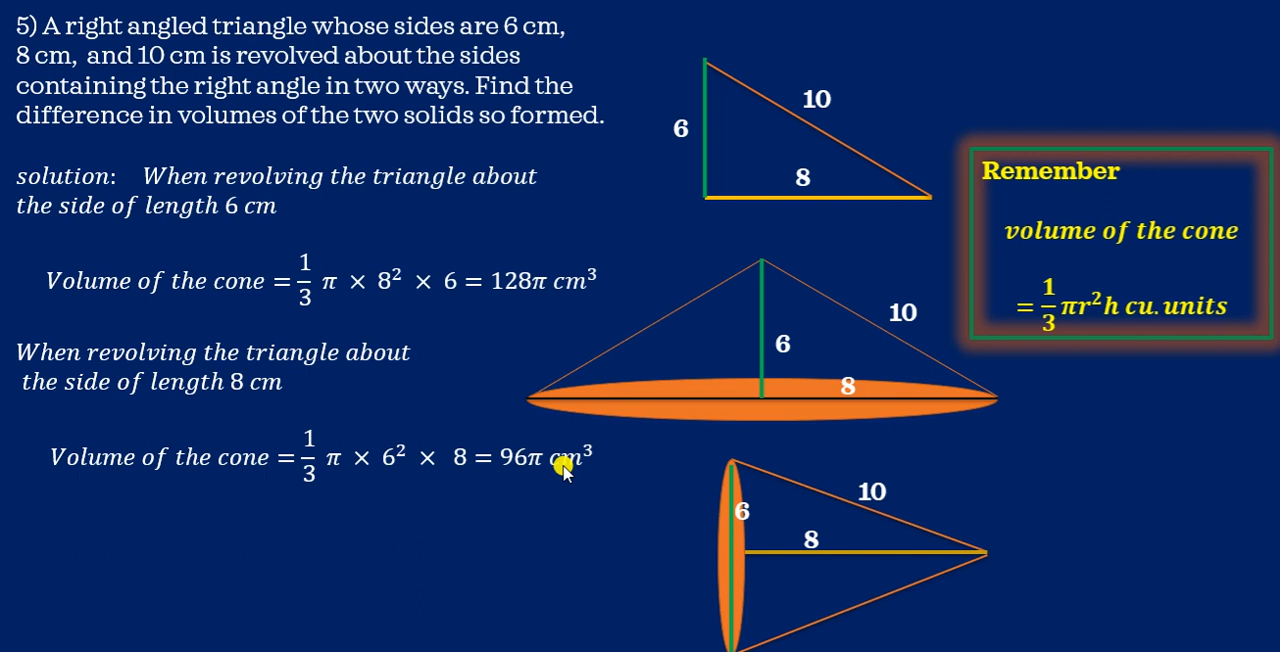 5) A right angled triangle whose sides are 6 cm,
8 cm, and 10 cm is revolved about the sides
containing the right angle in two ways. Find the
difference in volumes of the two solids so formed.
solution: When revolving the triangle about
the side of length 6 cm
Volume of the cone = 1/3 π × 8² × 6 = 128π cm³
When revolving the triangle about
the side of length 8 cm
Volume of the cone = 1/3 π × 6² × 8 = 96π cm³
10
6
8
Remember
volume of the cone
= 1/3 πr²h cu. units
10
6
8
10
6
8